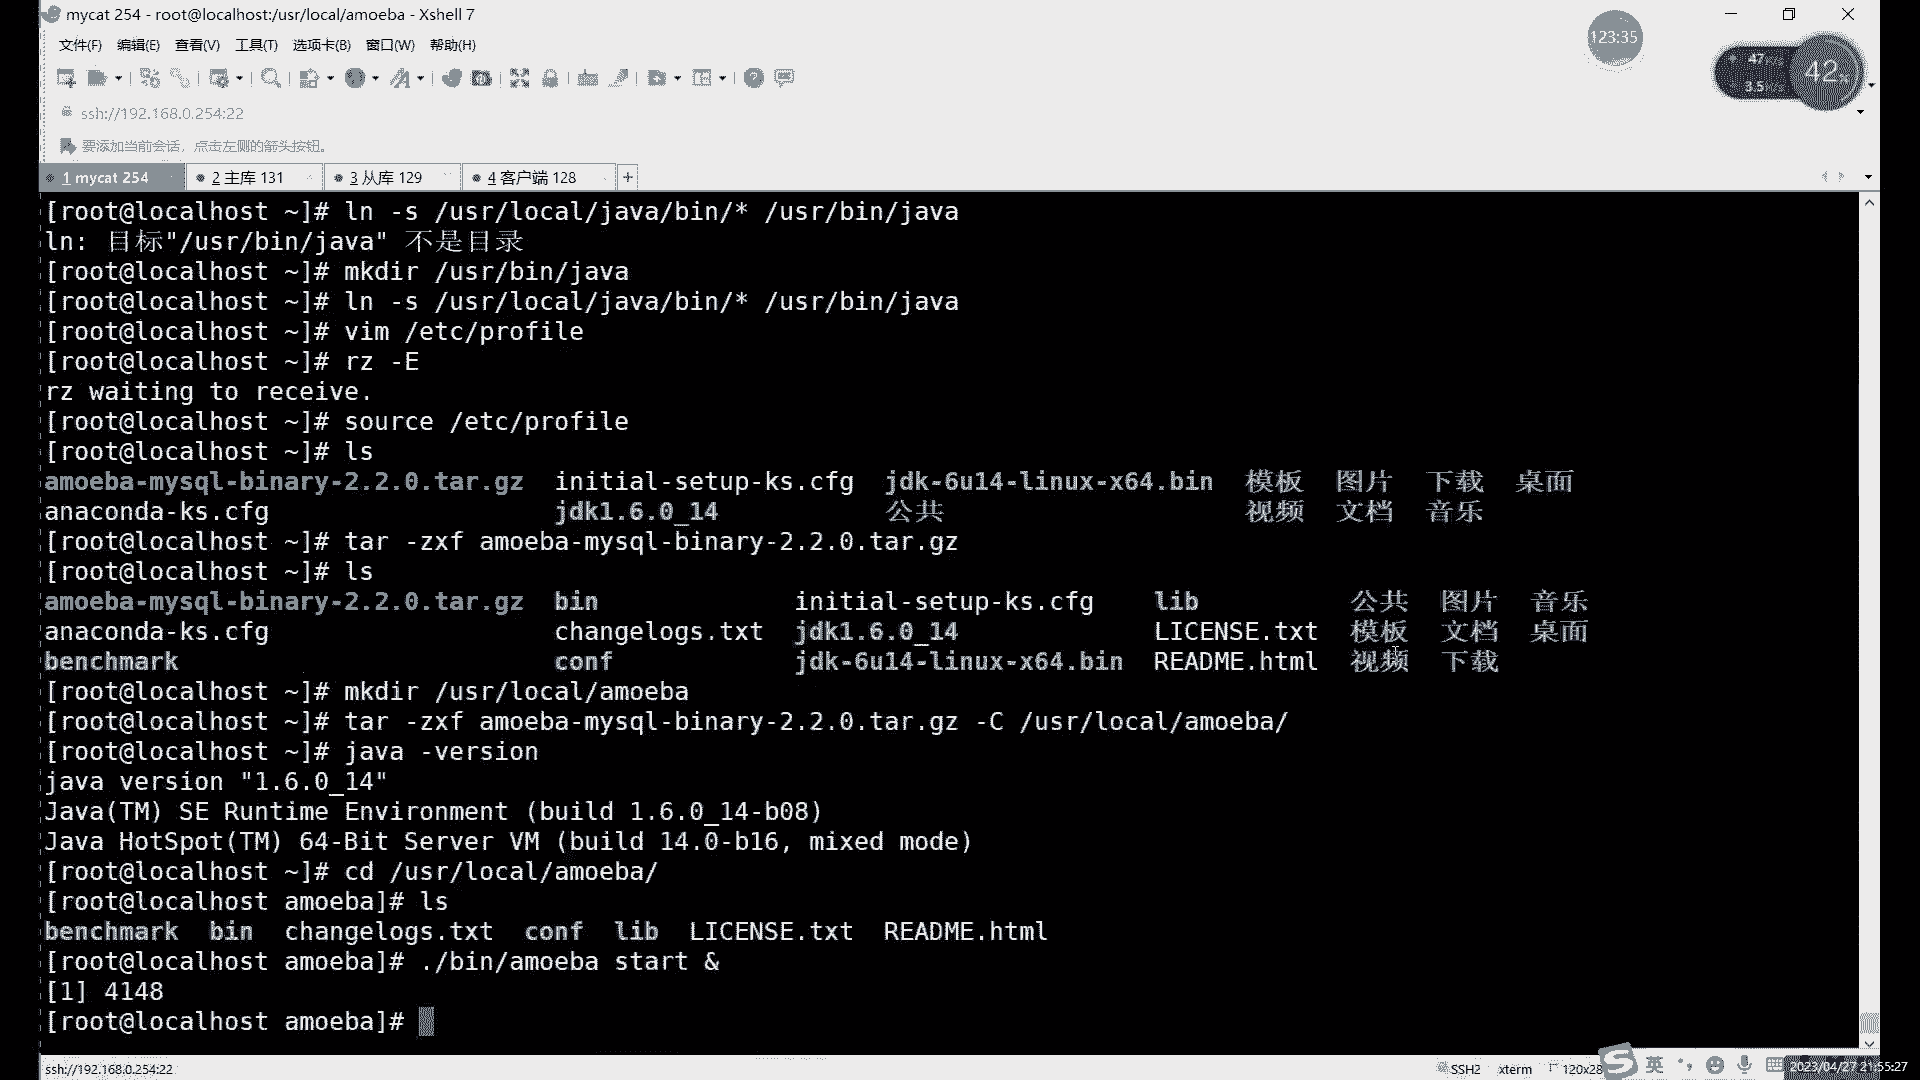 mycat 254 - root@localhost:/usr/local/amoeba - Xshell 7
文件(F) 编辑(E) 查看(V) 工具(T) 选项卡(B) 窗口(W) 帮助(H)
123:35
42
ssh://192.168.0.254:22
要添加当前会话，点击左侧的箭头按钮。
1 mycat 254 2 主库 131 3 从库 129 4 客户端 128 +
[root@localhost ~]# ln -s /usr/local/java/bin/* /usr/bin/java
ln: 目标"/usr/bin/java" 不是目录
[root@localhost ~]# mkdir /usr/bin/java
[root@localhost ~]# ln -s /usr/local/java/bin/* /usr/bin/java
[root@localhost ~]# vim /etc/profile
[root@localhost ~]# rz -E
rz waiting to receive.
[root@localhost ~]# source /etc/profile
[root@localhost ~]# ls
amoeba-mysql-binary-2.2.0.tar.gz initial-setup-ks.cfg jdk-6u14-linux-x64.bin 模板 图片 下载 桌面
anaconda-ks.cfg jdk1.6.0_14 公共 视频 文档 音乐
[root@localhost ~]# tar -zxf amoeba-mysql-binary-2.2.0.tar.gz
[root@localhost ~]# ls
amoeba-mysql-binary-2.2.0.tar.gz bin initial-setup-ks.cfg lib 公共 图片 音乐
anaconda-ks.cfg changelogs.txt jdk1.6.0_14 LICENSE.txt 模板 文档 桌面
benchmark conf jdk-6u14-linux-x64.bin README.html 视频 下载
[root@localhost ~]# mkdir /usr/local/amoeba
[root@localhost ~]# tar -zxf amoeba-mysql-binary-2.2.0.tar.gz -C /usr/local/amoeba/
[root@localhost ~]# java -version
java version "1.6.0_14"
Java(TM) SE Runtime Environment (build 1.6.0_14-b08)
Java HotSpot(TM) 64-Bit Server VM (build 14.0-b16, mixed mode)
[root@localhost ~]# cd /usr/local/amoeba/
[root@localhost amoeba]# ls
benchmark bin changelogs.txt conf lib LICENSE.txt README.html
[root@localhost amoeba]# ./bin/amoeba start &
[1] 4148
[root@localhost amoeba]#
ssh://192.168.0.254:22 SSH2 xterm 120x28 英 2023/04/27 21:55:27